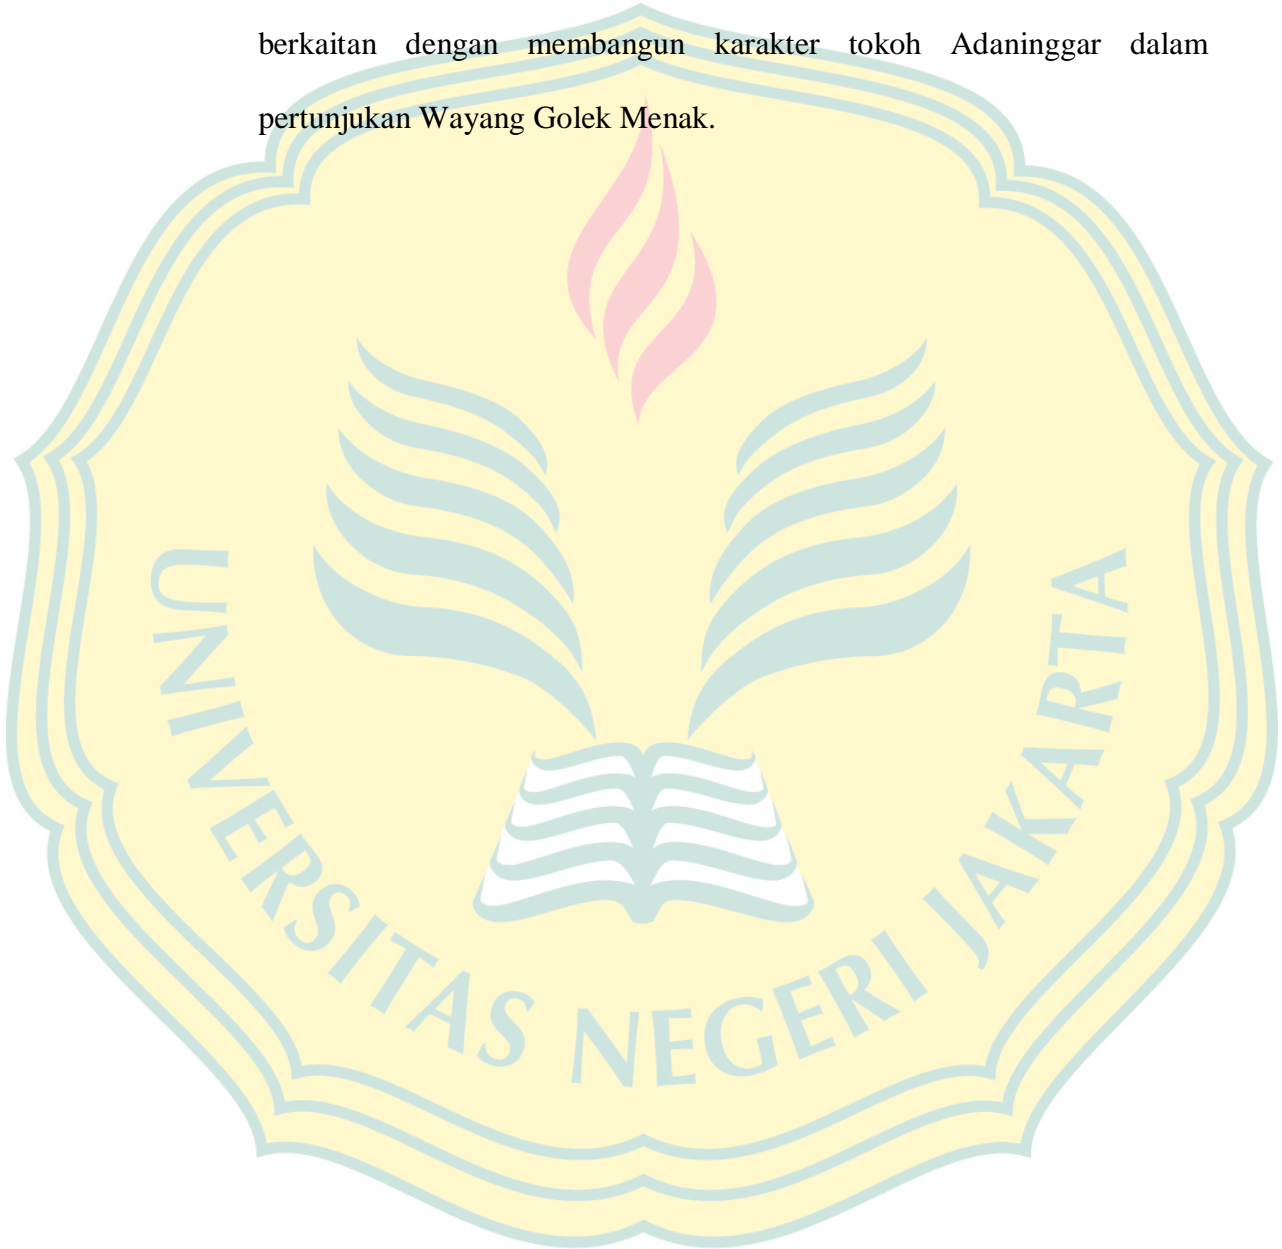 berkaitan dengan membangun karakter tokoh Adaninggar dalam
pertunjukan Wayang Golek Menak.
UNIVERSITAS NEGERI JAKARTA